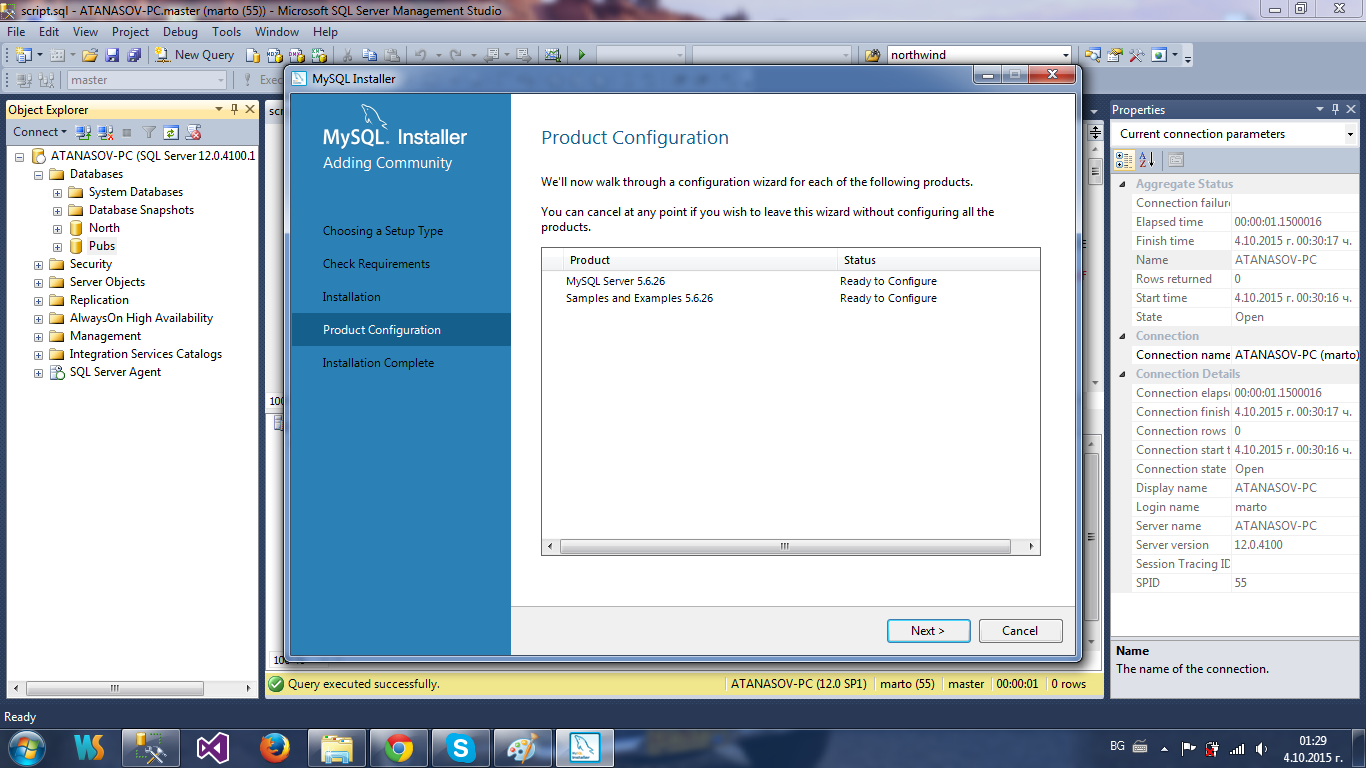 script.sql - ATANASOV-PC.master (marto (55)) - Microsoft SQL Server Management Studio
File Edit View Project Debug Tools Window Help
New Query
northwind
master
Object Explorer
Connect
ATANASOV-PC (SQL Server 12.0.4100.1
Databases
System Databases
Database Snapshots
North
Pubs
Security
Server Objects
Replication
AlwaysOn High Availability
Management
Integration Services Catalogs
SQL Server Agent
MySQL Installer
MySQL. Installer
Adding Community
Choosing a Setup Type
Check Requirements
Installation
Product Configuration
Installation Complete
Product Configuration
We'll now walk through a configuration wizard for each of the following products.
You can cancel at any point if you wish to leave this wizard without configuring all the
products.
Product Status
MySQL Server 5.6.26 Ready to Configure
Samples and Examples 5.6.26 Ready to Configure
Next >
Cancel
Properties
Current connection parameters
Aggregate Status
Connection failure
Elapsed time 00:00:01.1500016
Finish time 4.10.2015 г. 00:30:17 ч.
Name ATANASOV-PC
Rows returned 0
Start time 4.10.2015 г. 00:30:16 ч.
State Open
Connection
Connection name ATANASOV-PC (marto)
Connection Details
Connection elaps 00:00:01.1500016
Connection finish 4.10.2015 г. 00:30:17 ч.
Connection rows 0
Connection start t 4.10.2015 г. 00:30:16 ч.
Connection state Open
Display name ATANASOV-PC
Login name marto
Server name ATANASOV-PC
Server version 12.0.4100
Session Tracing ID
SPID 55
Name
The name of the connection.
Query executed successfully.
ATANASOV-PC (12.0 SP1) marto (55) master 00:00:01 0 rows
Ready
BG
01:29
4.10.2015 г.